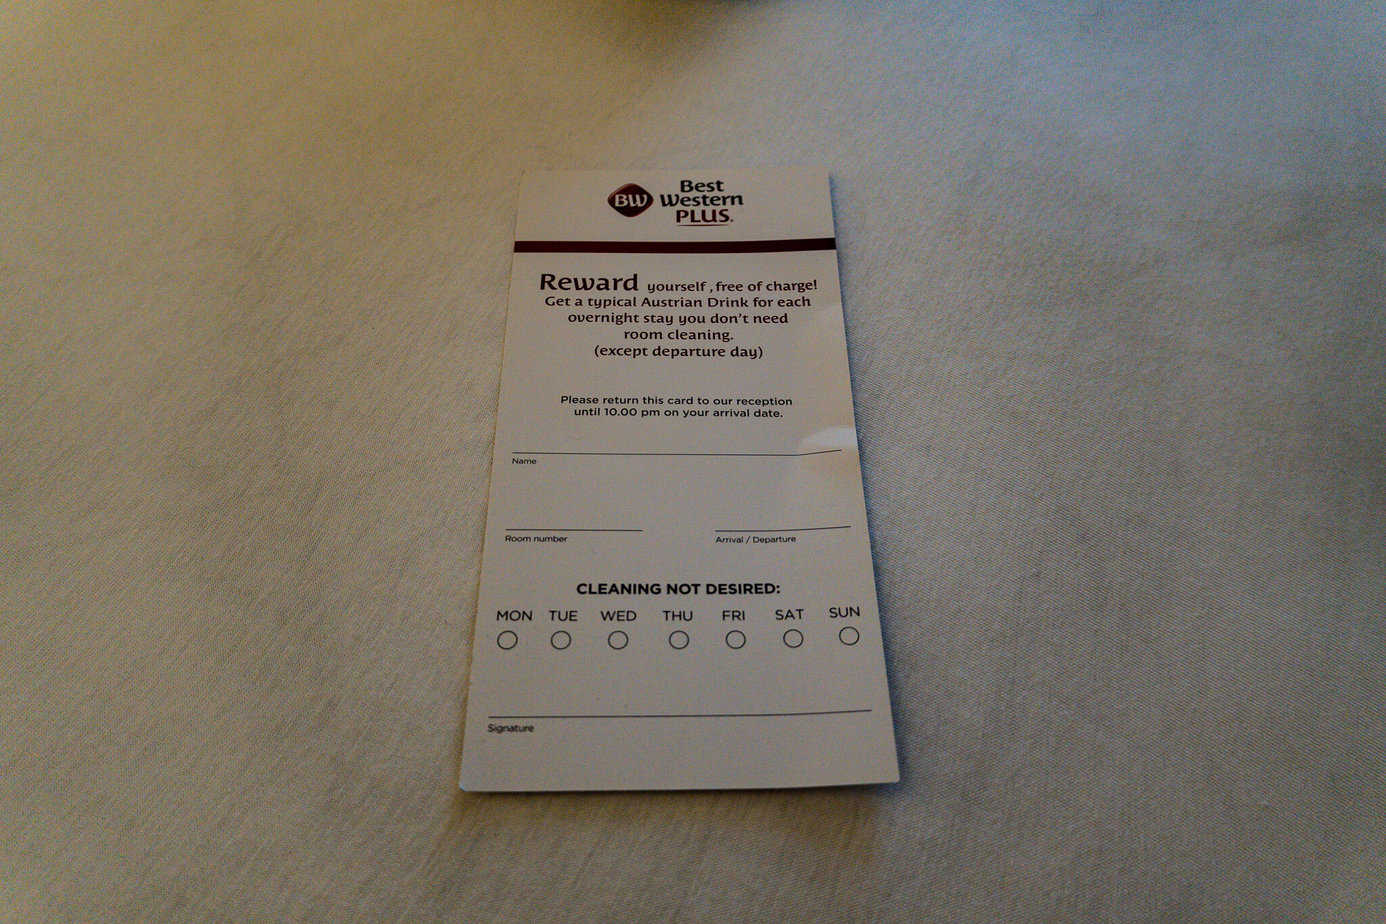 BW
Best
Western
PLUS.
Reward yourself , free of charge!
Get a typical Austrian Drink for each
overnight stay you don't need
room cleaning.
(except departure day)
Please return this card to our reception
until 10.00 pm on your arrival date.
Name
Room number Arrival / Departure
CLEANING NOT DESIRED:
MON TUE WED THU FRI SAT SUN
Signature